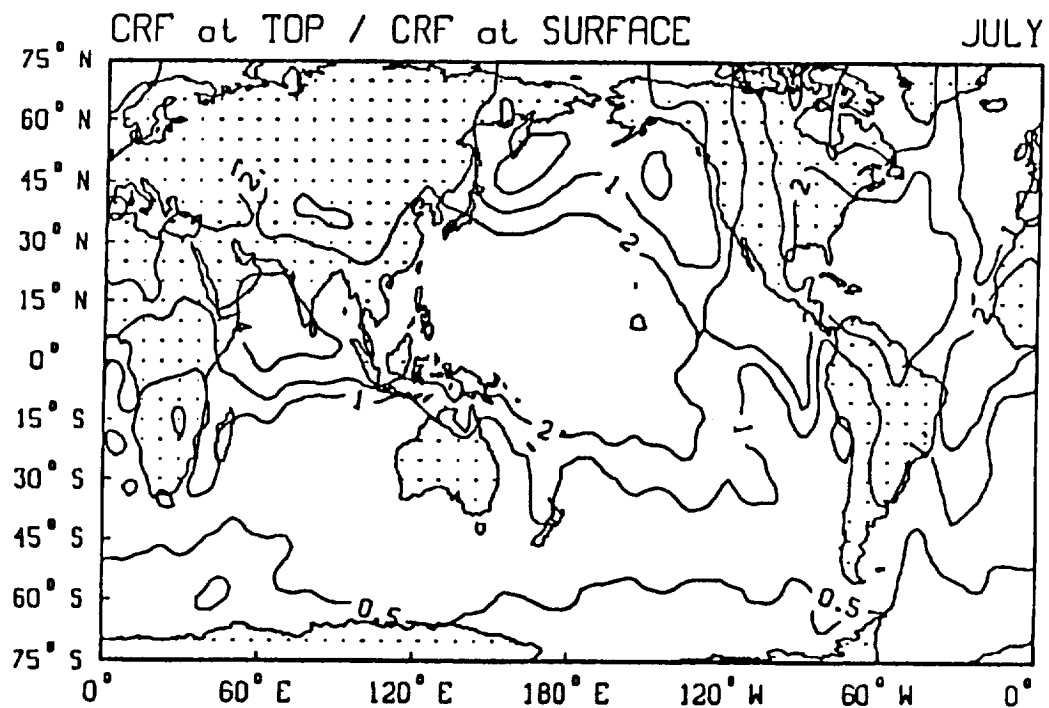 CRF at TOP / CRF at SURFACE JULY
75° N
60° N
45° N
30° N
15° N
0°
15° S
30° S
45° S
60° S
75° S
2
1
2
2
1
2
1
0.5
0.5
0° 60° E 120° E 180° E 120° W 60° W 0°